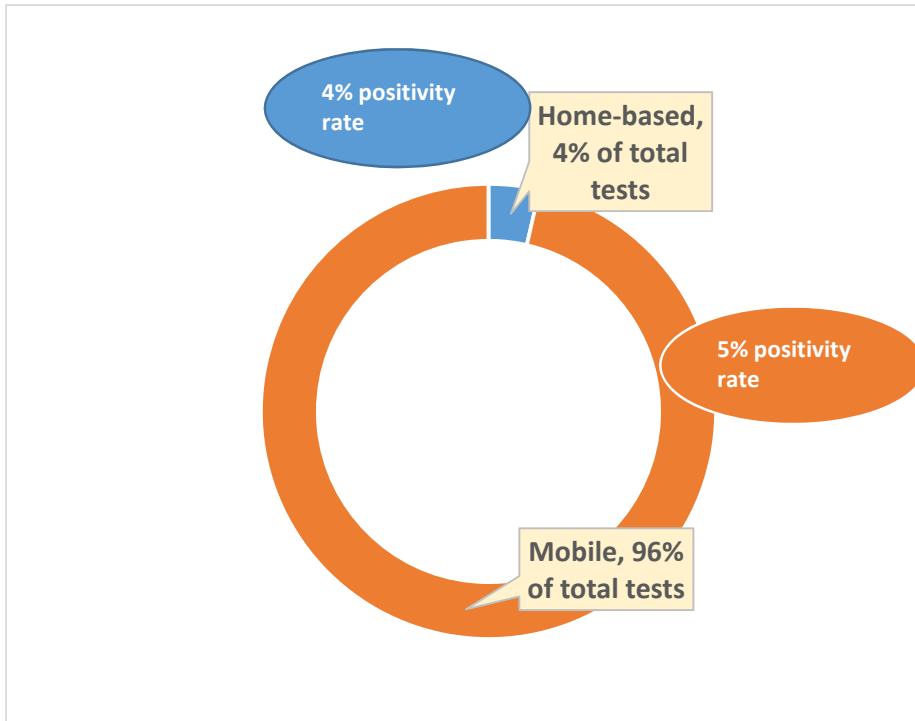 4% positivity
rate
Home-based,
4% of total
tests
5% positivity
rate
Mobile, 96%
of total tests